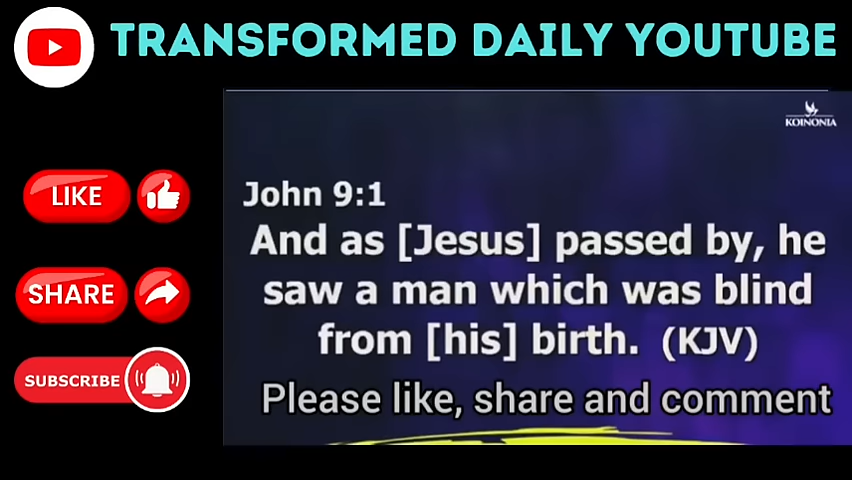 TRANSFORMED DAILY YOUTUBE
KOINONIA
LIKE
SHARE
SUBSCRIBE
John 9:1
And as [Jesus] passed by, he
saw a man which was blind
from [his] birth. (KJV)
Please like, share and comment